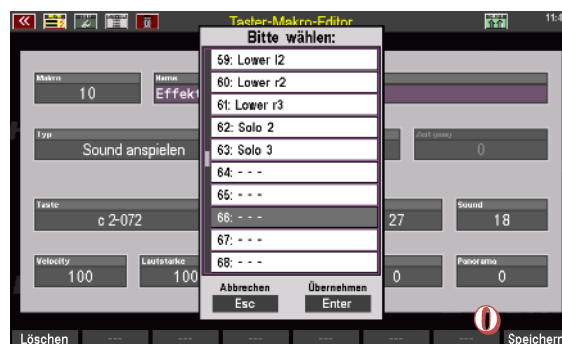 Taster-Makro-Editor
11:4
Bitte wählen:
59: Lower l2
60: Lower r2
61: Lower r3
62: Solo 2
63: Solo 3
64: - - -
65: - - -
66: - - -
67: - - -
68: - - -
Abbrechen
Übernehmen
Esc
Enter
Makro
10
Name
Effekt
Typ
Sound anspielen
0
Taste
c 2-072
27
Sound
18
Velocity
100
Lautstärke
100
0
Panorama
0
Löschen
---
---
---
---
---
---
Speichern